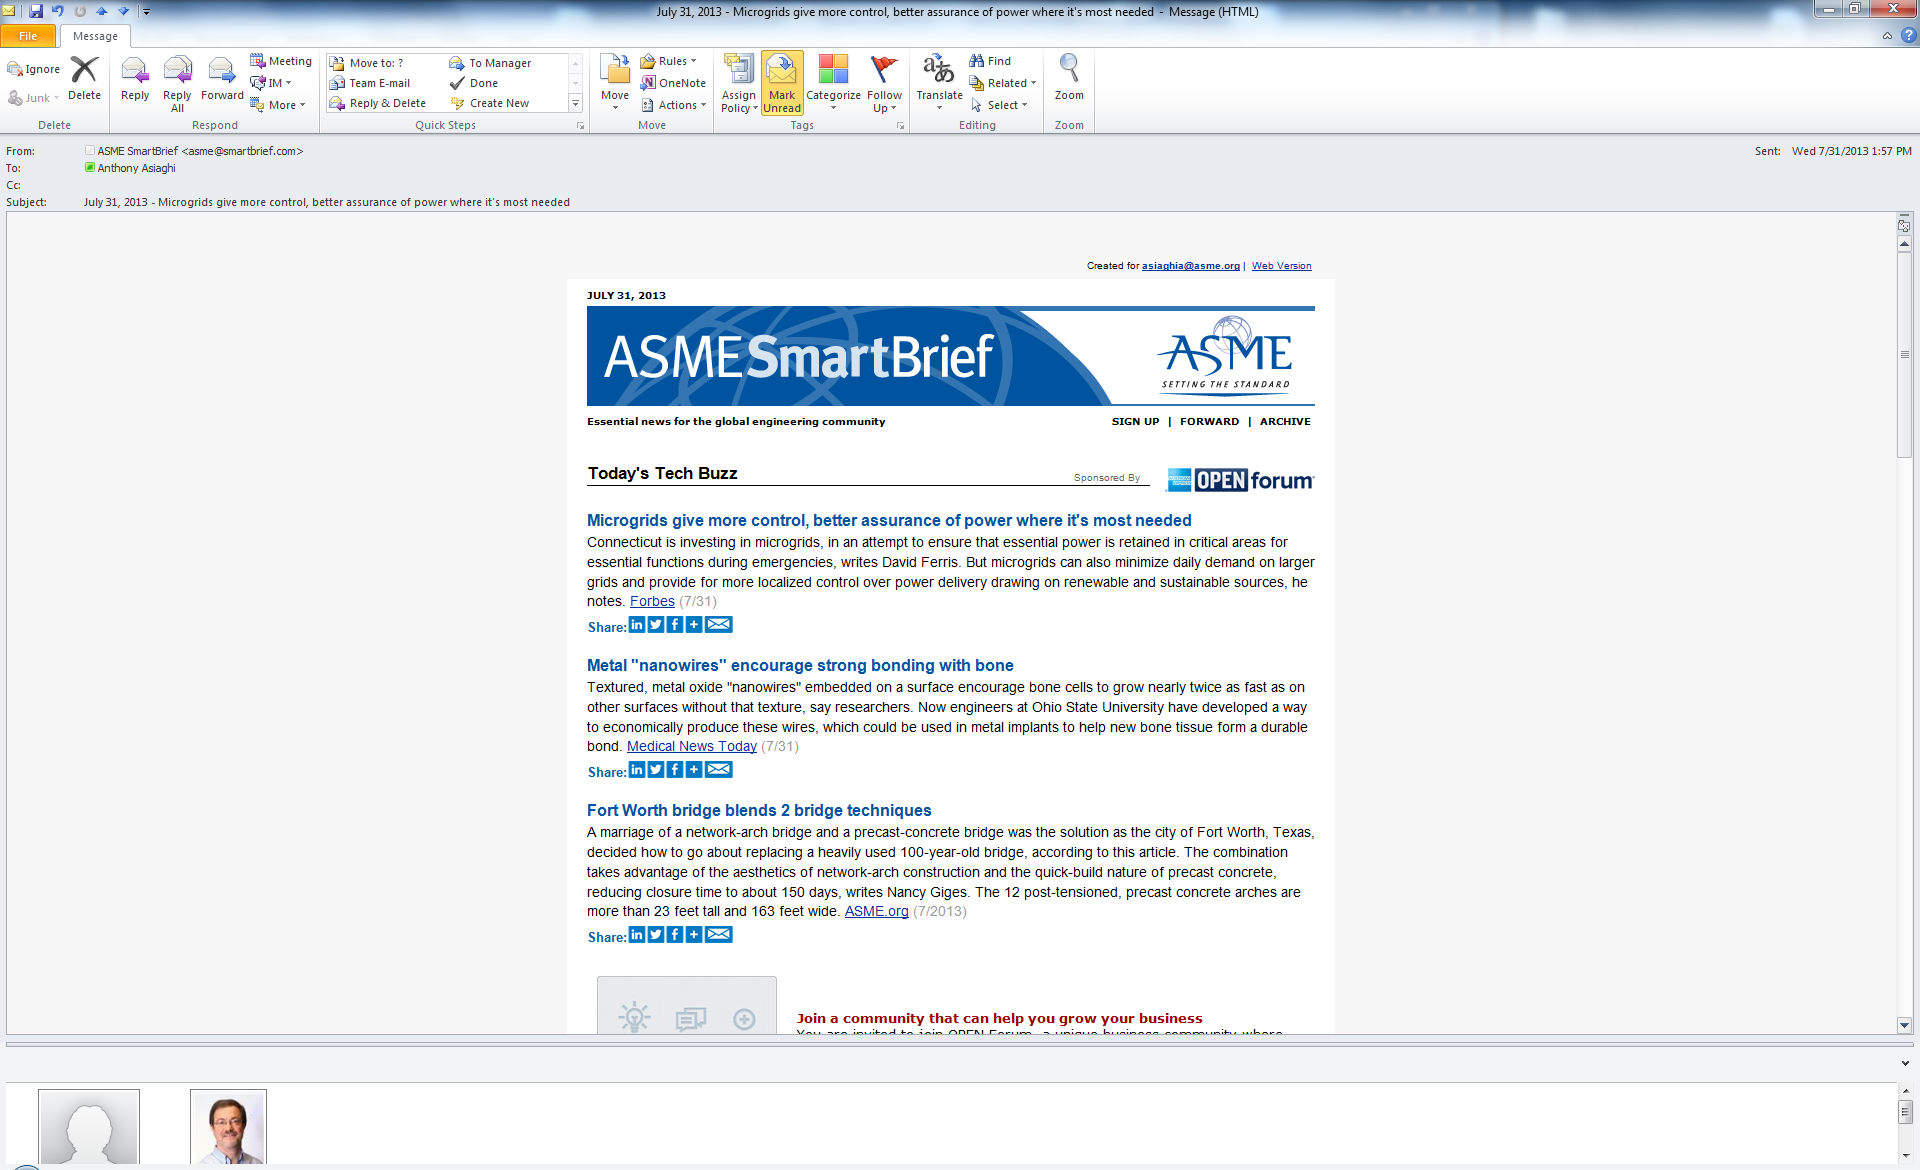 July 31, 2013 - Microgrids give more control, better assurance of power where it's most needed - Message (HTML)
File
Message
Ignore
Junk
Delete
Delete
Reply
Reply All
Forward
Meeting
IM
More
Respond
Move to: ?
Team E-mail
Reply & Delete
To Manager
Done
Create New
Quick Steps
Move
Rules
OneNote
Actions
Move
Assign Policy
Mark Unread
Categorize
Follow Up
Tags
Translate
Find
Related
Select
Editing
Zoom
Zoom
From: ASME SmartBrief <asme@smartbrief.com>
Sent: Wed 7/31/2013 1:57 PM
To: Anthony Asiaghi
Cc:
Subject: July 31, 2013 - Microgrids give more control, better assurance of power where it's most needed
Created for asiaghia@asme.org | Web Version
JULY 31, 2013
ASME SmartBrief
ASME
SETTING THE STANDARD
Essential news for the global engineering community
SIGN UP | FORWARD | ARCHIVE
Today's Tech Buzz
Sponsored By
OPEN forum
Microgrids give more control, better assurance of power where it's most needed
Connecticut is investing in microgrids, in an attempt to ensure that essential power is retained in critical areas for
essential functions during emergencies, writes David Ferris. But microgrids can also minimize daily demand on larger
grids and provide for more localized control over power delivery drawing on renewable and sustainable sources, he
notes. Forbes (7/31)
Share:
Metal "nanowires" encourage strong bonding with bone
Textured, metal oxide "nanowires" embedded on a surface encourage bone cells to grow nearly twice as fast as on
other surfaces without that texture, say researchers. Now engineers at Ohio State University have developed a way
to economically produce these wires, which could be used in metal implants to help new bone tissue form a durable
bond. Medical News Today (7/31)
Share:
Fort Worth bridge blends 2 bridge techniques
A marriage of a network-arch bridge and a precast-concrete bridge was the solution as the city of Fort Worth, Texas,
decided how to go about replacing a heavily used 100-year-old bridge, according to this article. The combination
takes advantage of the aesthetics of network-arch construction and the quick-build nature of precast concrete,
reducing closure time to about 150 days, writes Nancy Giges. The 12 post-tensioned, precast concrete arches are
more than 23 feet tall and 163 feet wide. ASME.org (7/2013)
Share:
Join a community that can help you grow your business
You are invited to join OPEN Forum, a unique business community where